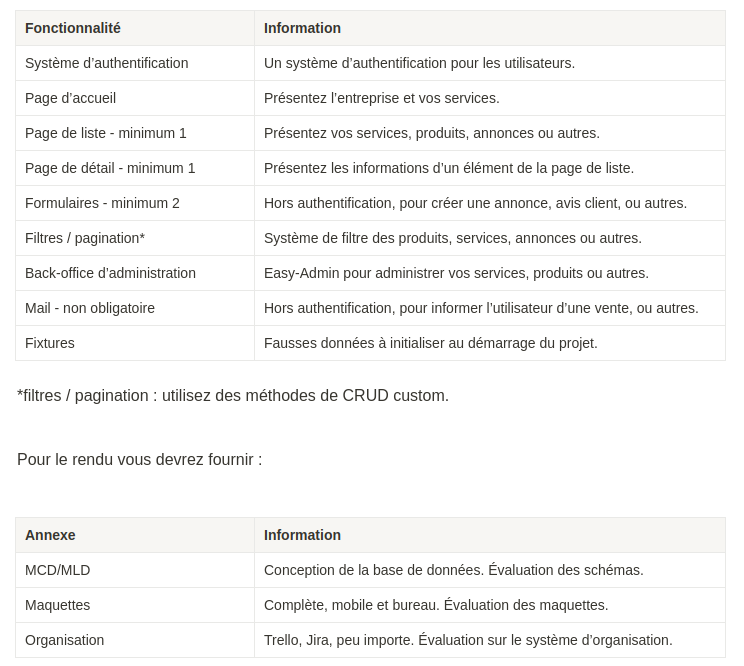 Fonctionnalité Information
Système d’authentification Un système d’authentification pour les utilisateurs.
Page d’accueil Présentez l’entreprise et vos services.
Page de liste - minimum 1 Présentez vos services, produits, annonces ou autres.
Page de détail - minimum 1 Présentez les informations d’un élément de la page de liste.
Formulaires - minimum 2 Hors authentification, pour créer une annonce, avis client, ou autres.
Filtres / pagination* Système de filtre des produits, services, annonces ou autres.
Back-office d’administration Easy-Admin pour administrer vos services, produits ou autres.
Mail - non obligatoire Hors authentification, pour informer l’utilisateur d’une vente, ou autres.
Fixtures Fausses données à initialiser au démarrage du projet.
*filtres / pagination : utilisez des méthodes de CRUD custom.
Pour le rendu vous devrez fournir :
Annexe Information
MCD/MLD Conception de la base de données. Évaluation des schémas.
Maquettes Complète, mobile et bureau. Évaluation des maquettes.
Organisation Trello, Jira, peu importe. Évaluation sur le système d’organisation.